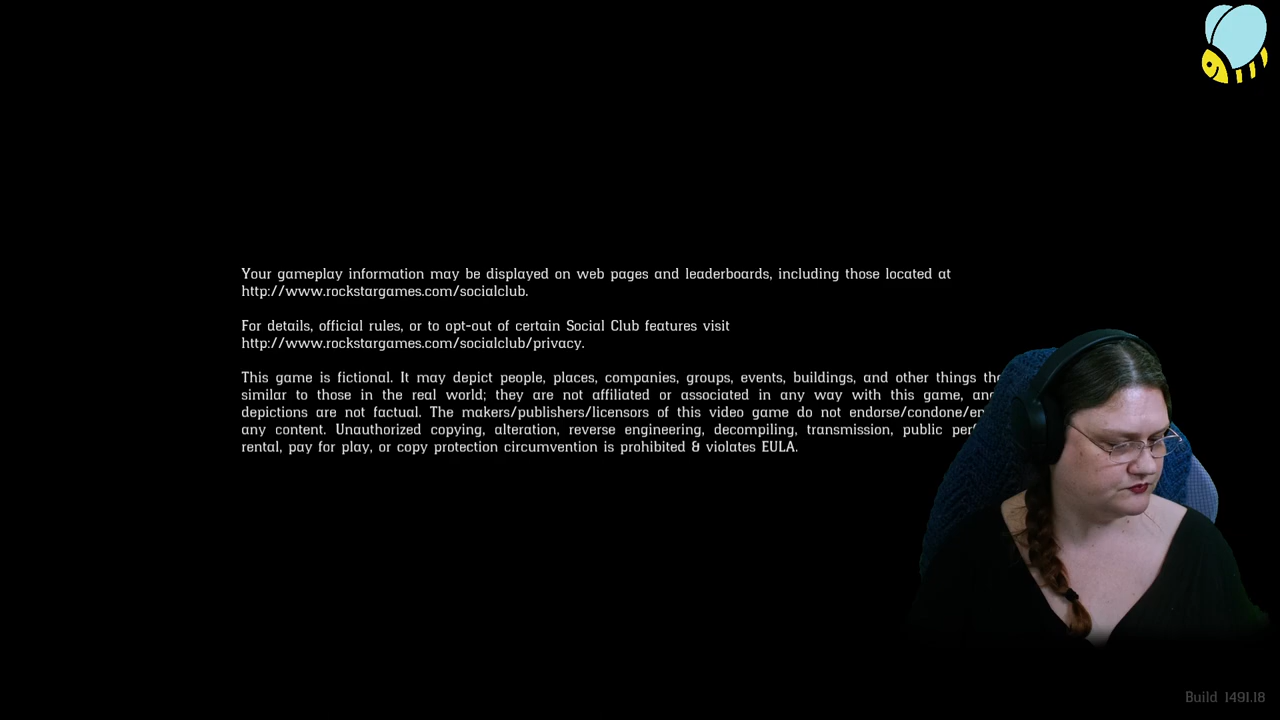 Your gameplay information may be displayed on web pages and leaderboards, including those located at
http://www.rockstargames.com/socialclub.
For details, official rules, or to opt-out of certain Social Club features visit
http://www.rockstargames.com/socialclub/privacy.
This game is fictional. It may depict people, places, companies, groups, events, buildings, and other things
similar to those in the real world; they are not affiliated or associated in any way with this game, and
depictions are not factual. The makers/publishers/licensors of this video game do not endorse/condone/
any content. Unauthorized copying, alteration, reverse engineering, decompiling, transmission, public
rental, pay for play, or copy protection circumvention is prohibited & violates EULA.
Build 1491.18